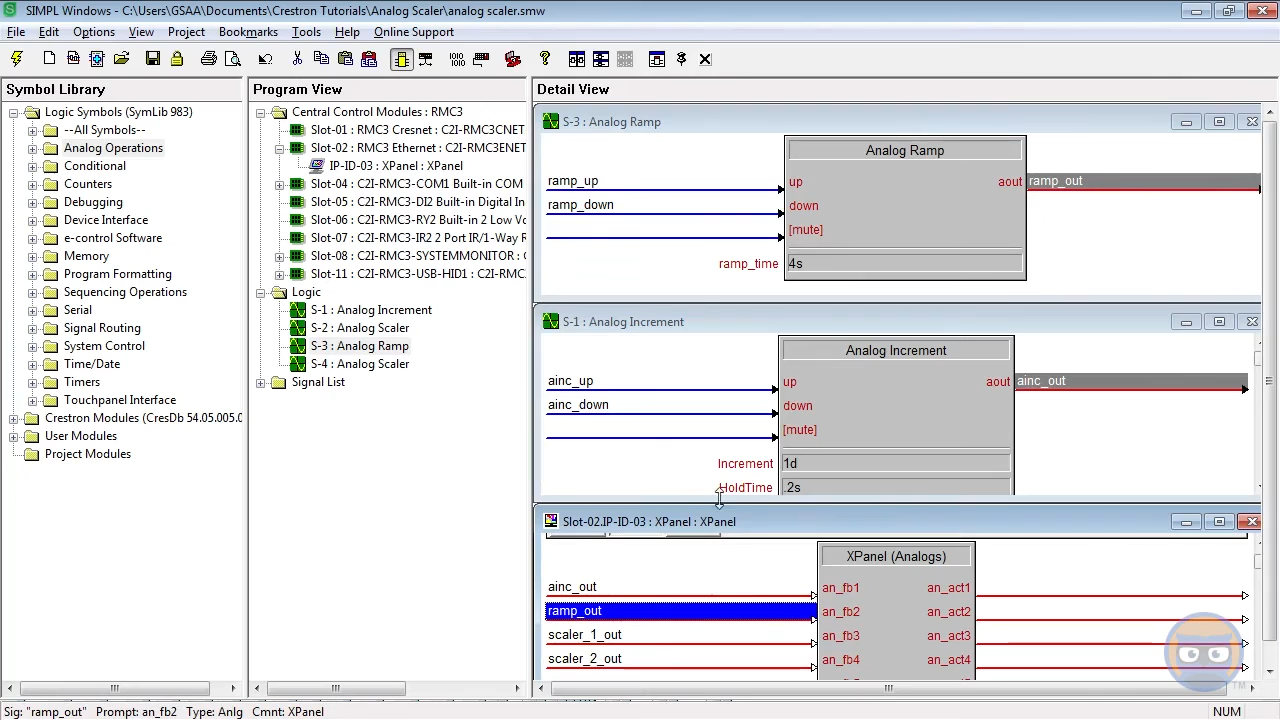 SIMPL Windows - C:\Users\GSAA\Documents\Crestron Tutorials\Analog Scaler\analog scaler.smw
File Edit Options View Project Bookmarks Tools Help Online Support
Symbol Library
Logic Symbols (SymLib 983)
--All Symbols--
Analog Operations
Conditional
Counters
Debugging
Device Interface
e-control Software
Memory
Program Formatting
Sequencing Operations
Serial
Signal Routing
System Control
Time/Date
Timers
Touchpanel Interface
Crestron Modules (CresDb 54.05.005.0
User Modules
Project Modules
Program View
Central Control Modules : RMC3
Slot-01 : RMC3 Cresnet : C2I-RMC3CNET
Slot-02 : RMC3 Ethernet : C2I-RMC3ENET
IP-ID-03 : XPanel : XPanel
Slot-04 : C2I-RMC3-COM1 Built-in COM
Slot-05 : C2I-RMC3-DI2 Built-in Digital In
Slot-06 : C2I-RMC3-RY2 Built-in 2 Low Vo
Slot-07 : C2I-RMC3-IR2 2 Port IR/1-Way R
Slot-08 : C2I-RMC3-SYSTEMMONITOR : C
Slot-11 : C2I-RMC3-USB-HID1 : C2I-RMC3
Logic
S-1 : Analog Increment
S-2 : Analog Scaler
S-3 : Analog Ramp
S-4 : Analog Scaler
Signal List
Detail View
S-3 : Analog Ramp
Analog Ramp
ramp_up up aout ramp_out
ramp_down down
[mute]
ramp_time 4s
S-1 : Analog Increment
Analog Increment
ainc_up up aout ainc_out
ainc_down down
[mute]
Increment 1d
HoldTime .2s
Slot-02.IP-ID-03 : XPanel : XPanel
XPanel (Analogs)
ainc_out an_fb1 an_act1
ramp_out an_fb2 an_act2
scaler_1_out an_fb3 an_act3
scaler_2_out an_fb4 an_act4
TM
Sig: "ramp_out" Prompt: an_fb2 Type: Anlg Cmnt: XPanel
NUM